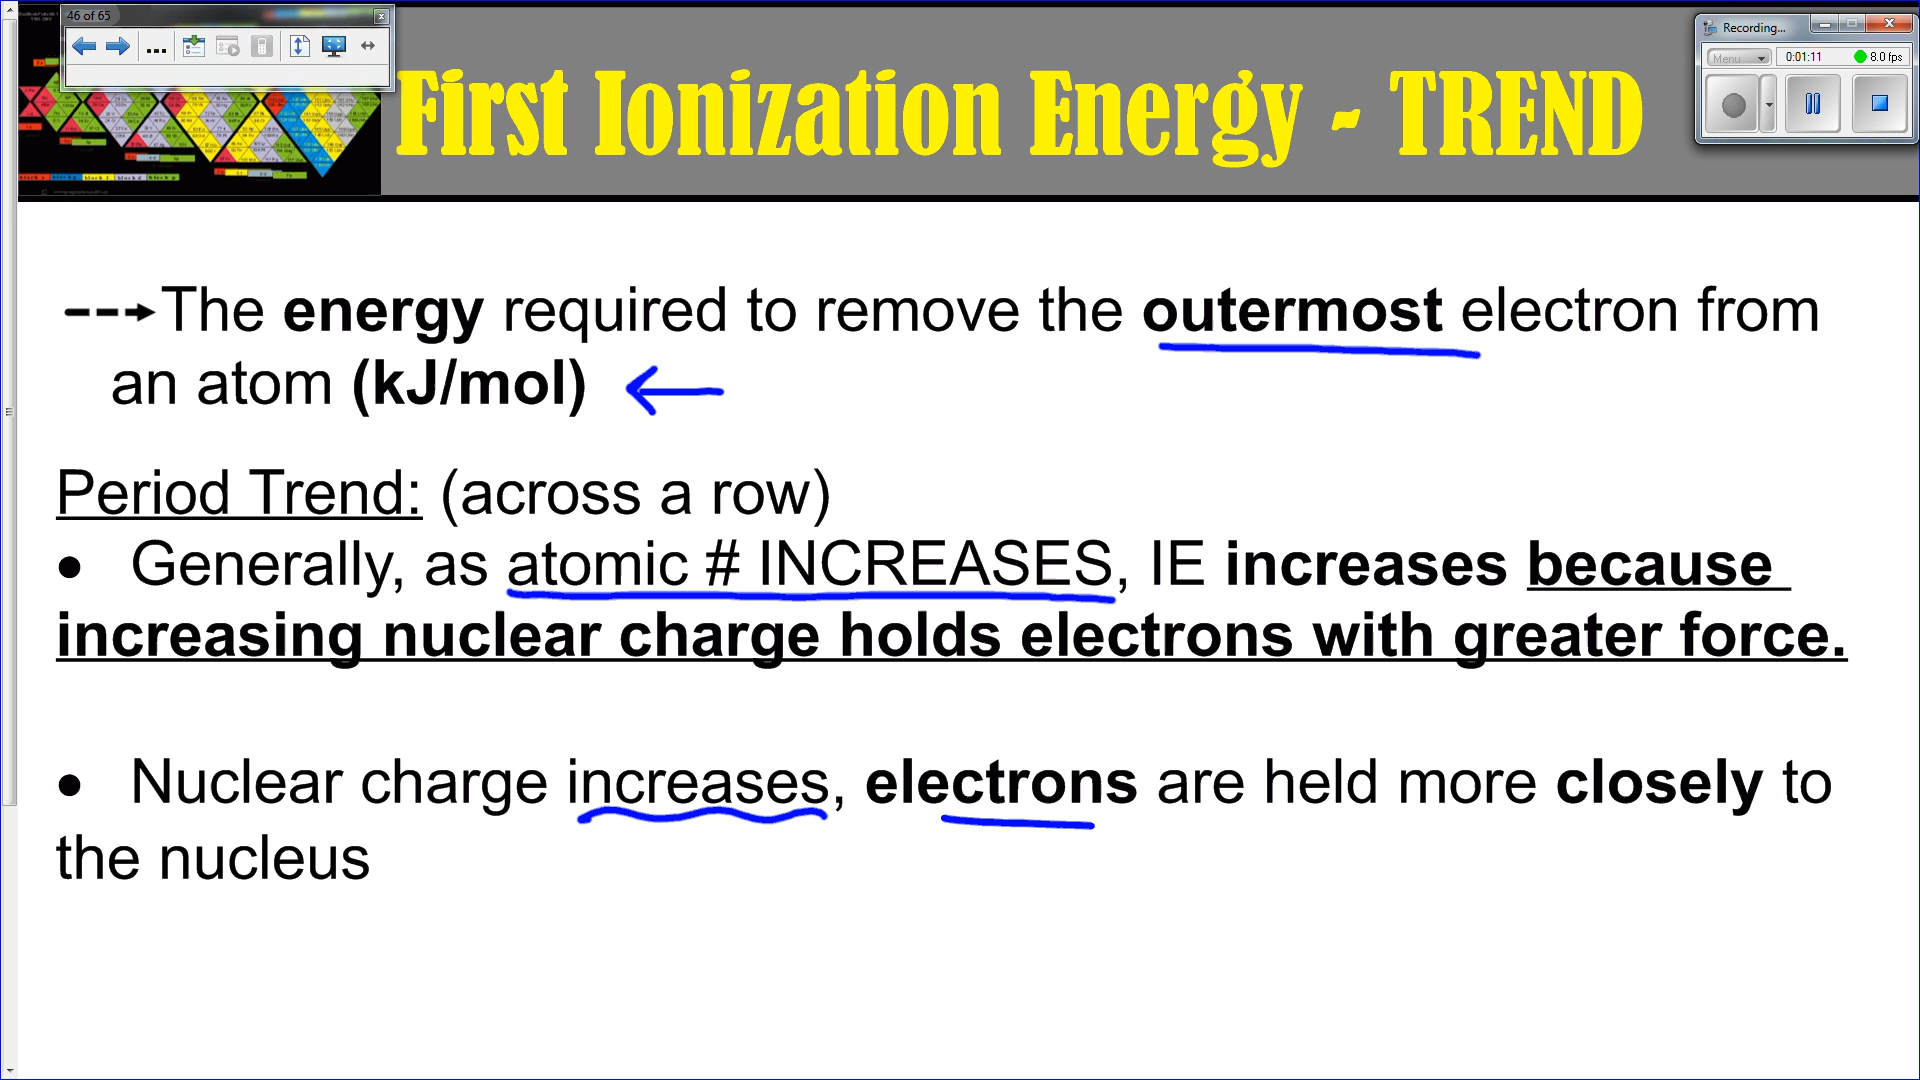 46 of 65
Recording...
Menu
0:01:11
8.0 fps
First Ionization Energy - TREND
The energy required to remove the outermost electron from
an atom (kJ/mol)
Period Trend: (across a row)
• Generally, as atomic # INCREASES, IE increases because
increasing nuclear charge holds electrons with greater force.
• Nuclear charge increases, electrons are held more closely to
the nucleus